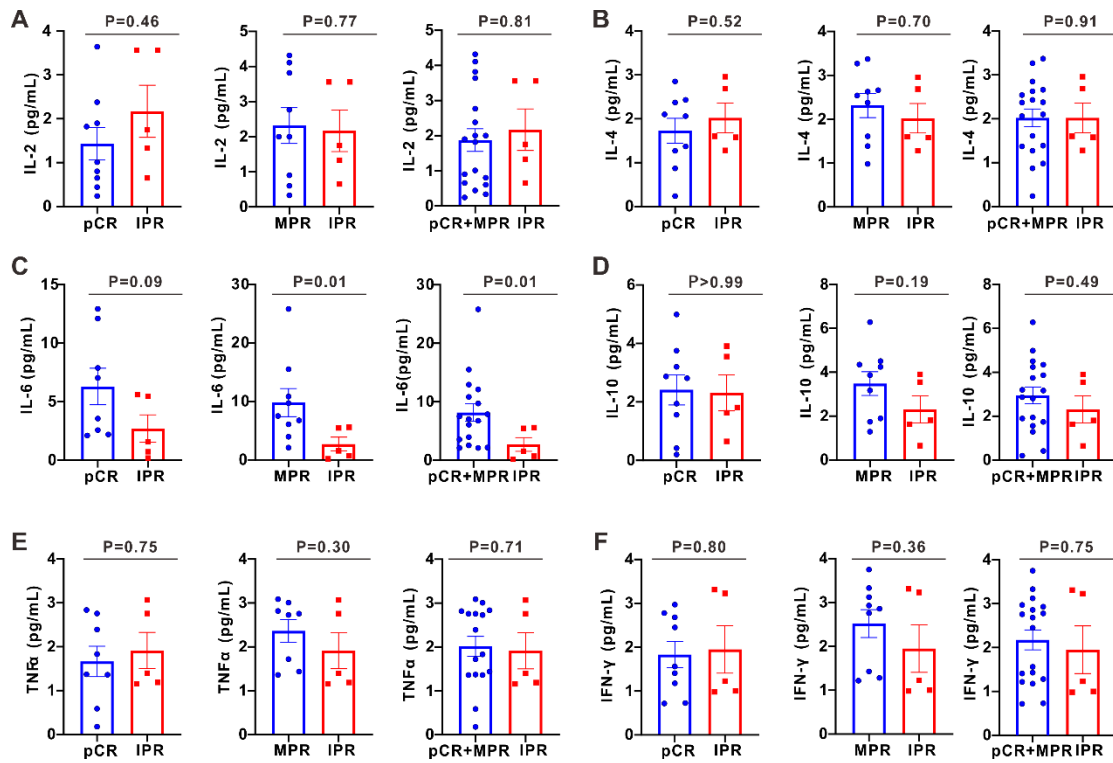 A
P=0.46
IL-2 (pg/mL)
4
3
2
1
0
pCR IPR
P=0.77
IL-2 (pg/mL)
5
4
3
2
1
0
MPR IPR
P=0.81
IL-2 (pg/mL)
5
4
3
2
1
0
pCR+MPR IPR
B
P=0.52
IL-4 (pg/mL)
4
3
2
1
0
pCR IPR
P=0.70
IL-4 (pg/mL)
4
3
2
1
0
MPR IPR
P=0.91
IL-4 (pg/mL)
4
3
2
1
0
pCR+MPR IPR
C
P=0.09
IL-6 (pg/mL)
15
10
5
0
pCR IPR
P=0.01
IL-6 (pg/mL)
30
20
10
0
MPR IPR
P=0.01
IL-6(pg/mL)
30
20
10
0
pCR+MPR IPR
D
P>0.99
IL-10 (pg/mL)
6
4
2
0
pCR IPR
P=0.19
IL-10 (pg/mL)
8
6
4
2
0
MPR IPR
P=0.49
IL-10 (pg/mL)
8
6
4
2
0
pCR+MPR IPR
E
P=0.75
TNFα (pg/mL)
4
3
2
1
0
pCR IPR
P=0.30
TNFα (pg/mL)
4
3
2
1
0
MPR IPR
P=0.71
TNFα (pg/mL)
4
3
2
1
0
pCR+MPR IPR
F
P=0.80
IFN-γ (pg/mL)
4
3
2
1
0
pCR IPR
P=0.36
IFN-γ (pg/mL)
4
3
2
1
0
MPR IPR
P=0.75
IFN-γ (pg/mL)
4
3
2
1
0
pCR+MPR IPR